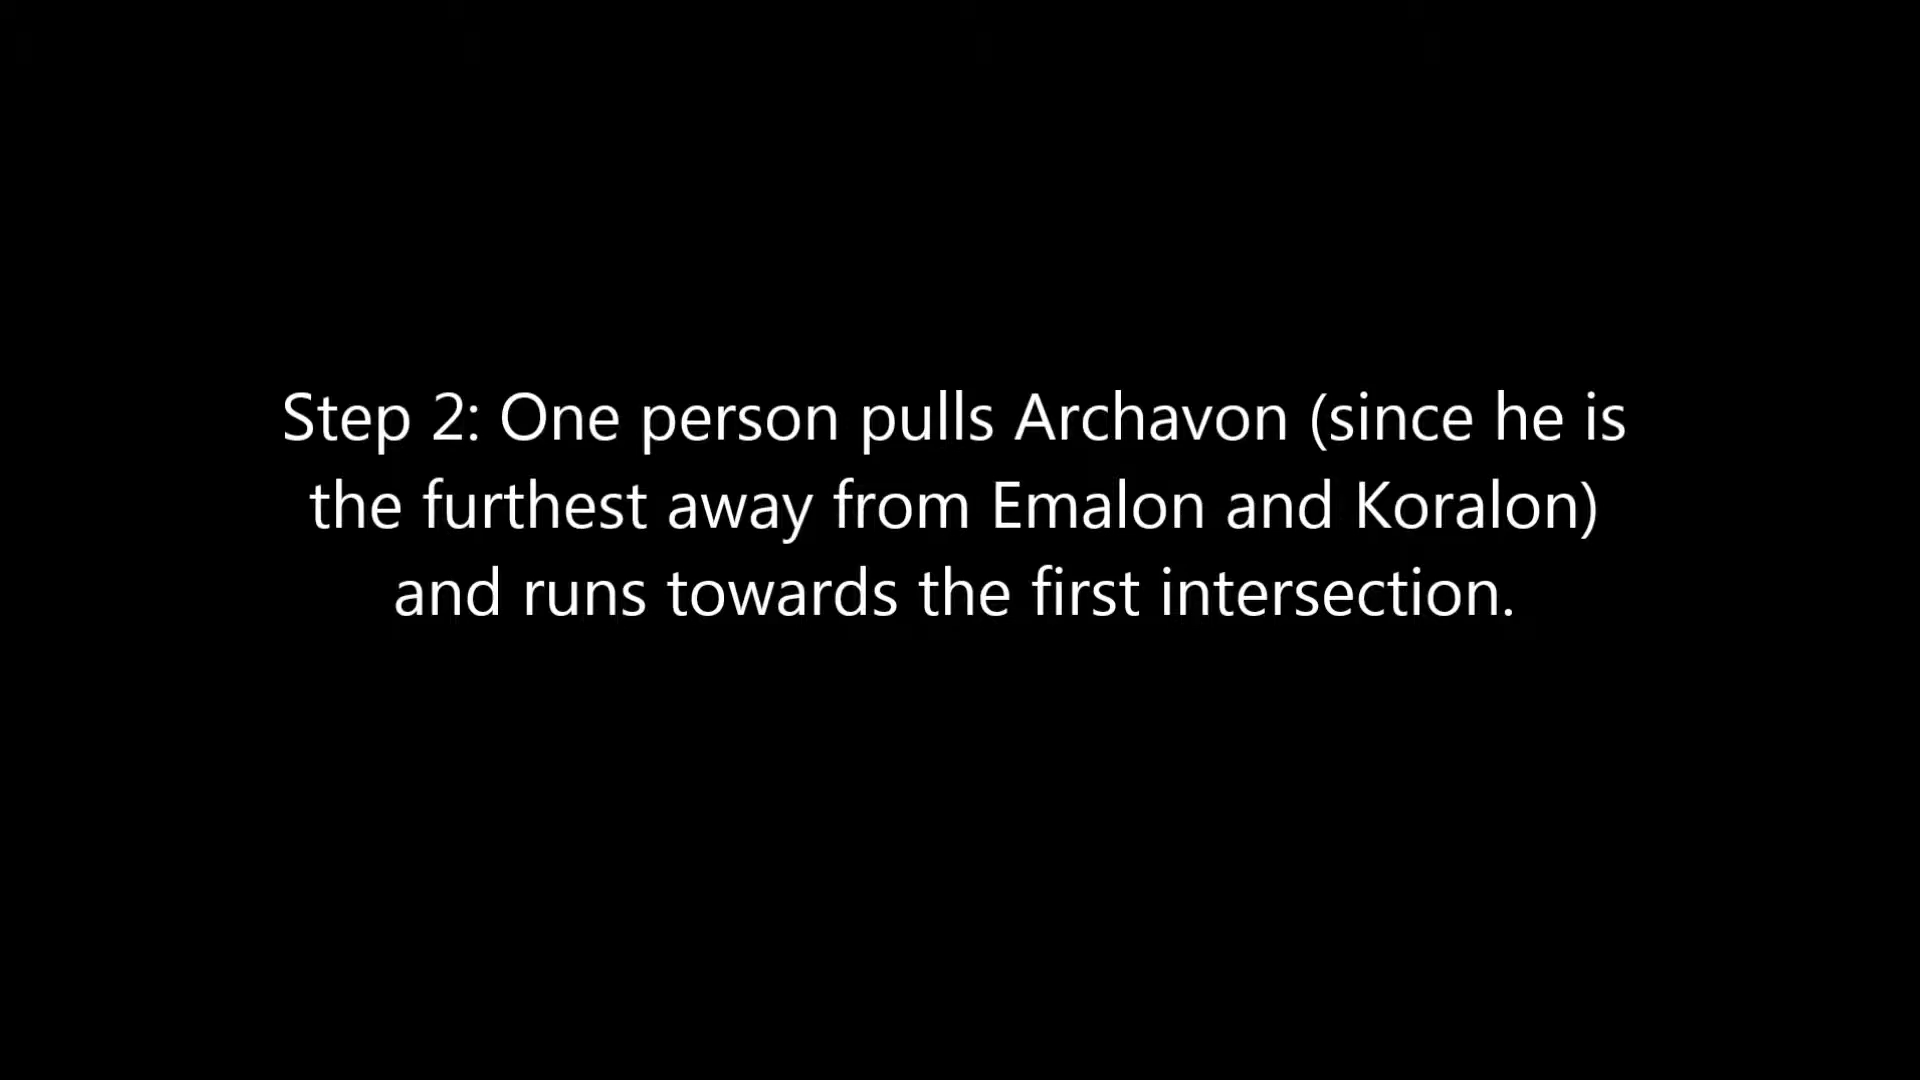 Step 2: One person pulls Archavon (since he is
the furthest away from Emalon and Koralon)
and runs towards the first intersection.